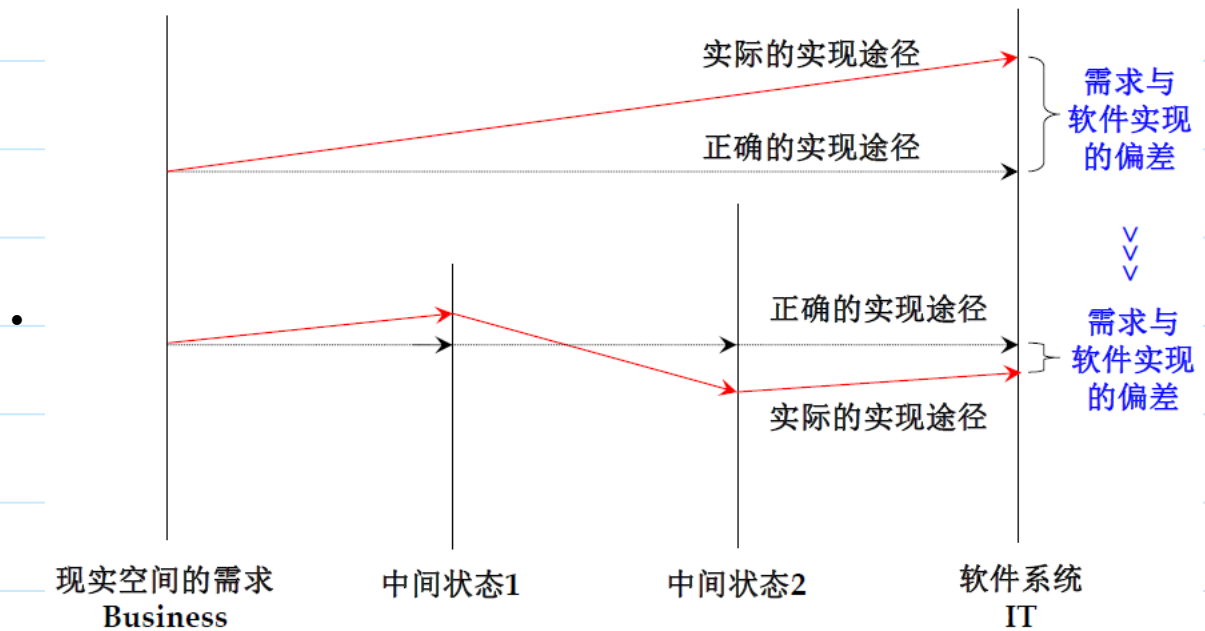 实际的实现途径
正确的实现途径
需求与
软件实现
的偏差
>>>
正确的实现途径
实际的实现途径
需求与
软件实现
的偏差
现实空间的需求
Business
中间状态1
中间状态2
软件系统
IT